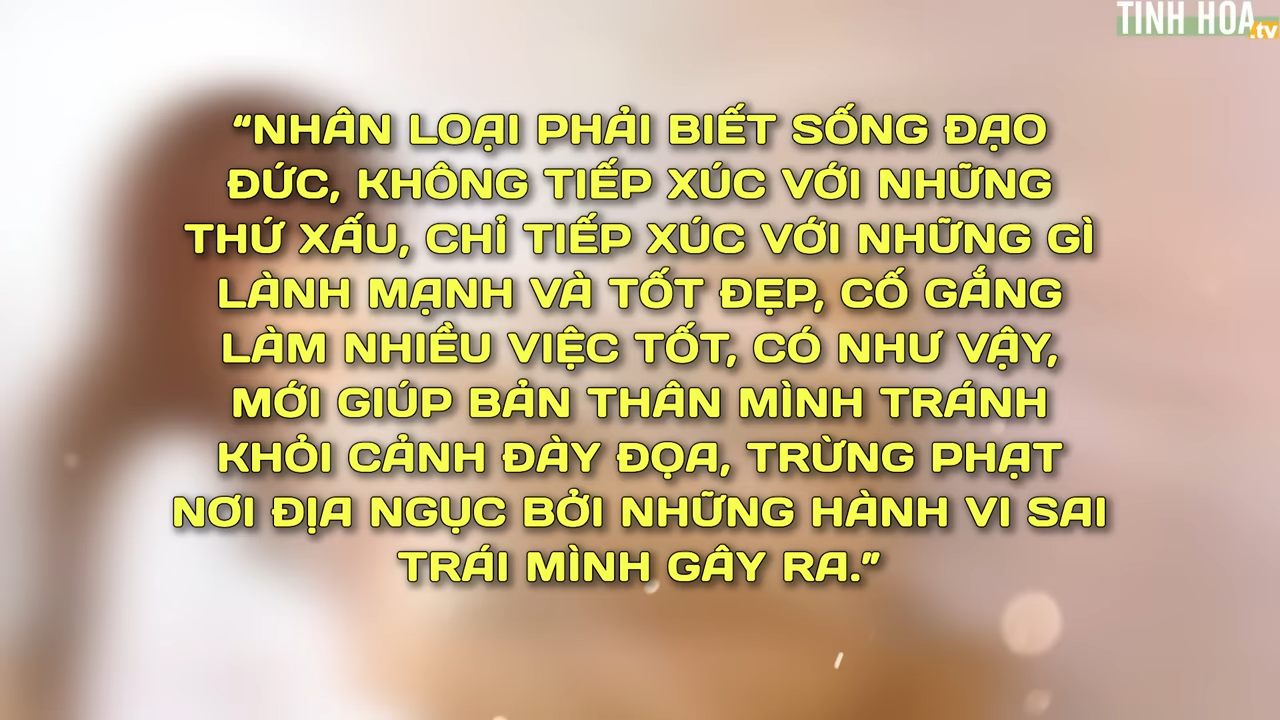 TINH HOA
.tv
“NHÂN LOẠI PHẢI BIẾT SỐNG ĐẠO
ĐỨC, KHÔNG TIẾP XÚC VỚI NHỮNG
THỨ XẤU, CHỈ TIẾP XÚC VỚI NHỮNG GÌ
LÀNH MẠNH VÀ TỐT ĐẸP, CỐ GẮNG
LÀM NHIỀU VIỆC TỐT, CÓ NHƯ VẬY,
MỚI GIÚP BẢN THÂN MÌNH TRÁNH
KHỎI CẢNH ĐÀY ĐỌA, TRỪNG PHẠT
NƠI ĐỊA NGỤC BỞI NHỮNG HÀNH VI SAI
TRÁI MÌNH GÂY RA.”